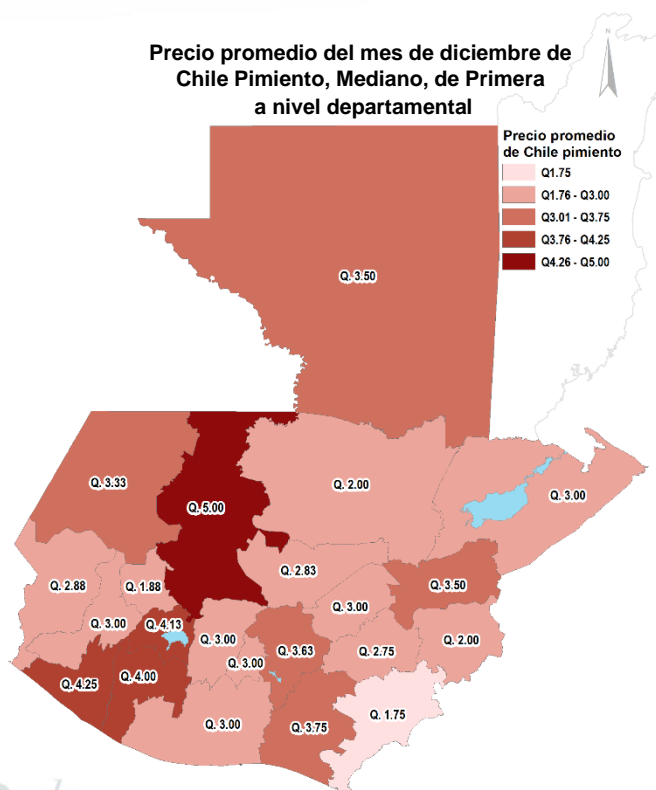 Precio promedio del mes de diciembre de
Chile Pimiento, Mediano, de Primera
a nivel departamental
N
Precio promedio
de Chile pimiento
Q1.75
Q1.76 - Q3.00
Q3.01 - Q3.75
Q3.76 - Q4.25
Q4.26 - Q5.00
Q. 3.50
Q. 3.33
Q. 5.00
Q. 2.00
Q. 3.00
Q. 2.88
Q. 1.88
Q. 2.83
Q. 3.50
Q. 3.00
Q. 3.00
Q. 4.13
Q. 3.00
Q. 3.00
Q. 3.63
Q. 2.75
Q. 2.00
Q. 4.25
Q. 4.00
Q. 3.00
Q. 3.75
Q. 1.75